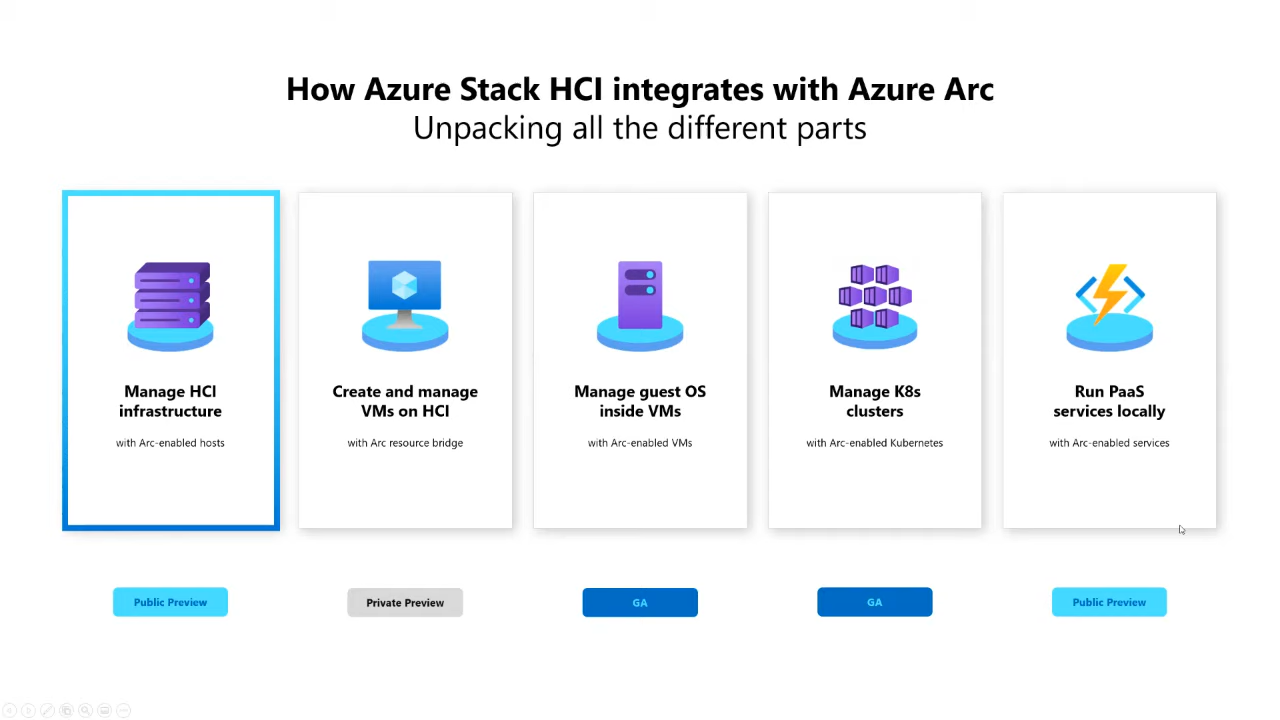 How Azure Stack HCI integrates with Azure Arc
Unpacking all the different parts
Manage HCI
infrastructure
with Arc-enabled hosts
Create and manage
VMs on HCI
with Arc resource bridge
Manage guest OS
inside VMs
with Arc-enabled VMs
Manage K8s
clusters
with Arc-enabled Kubernetes
Run PaaS
services locally
with Arc-enabled services
Public Preview
Private Preview
GA
GA
Public Preview